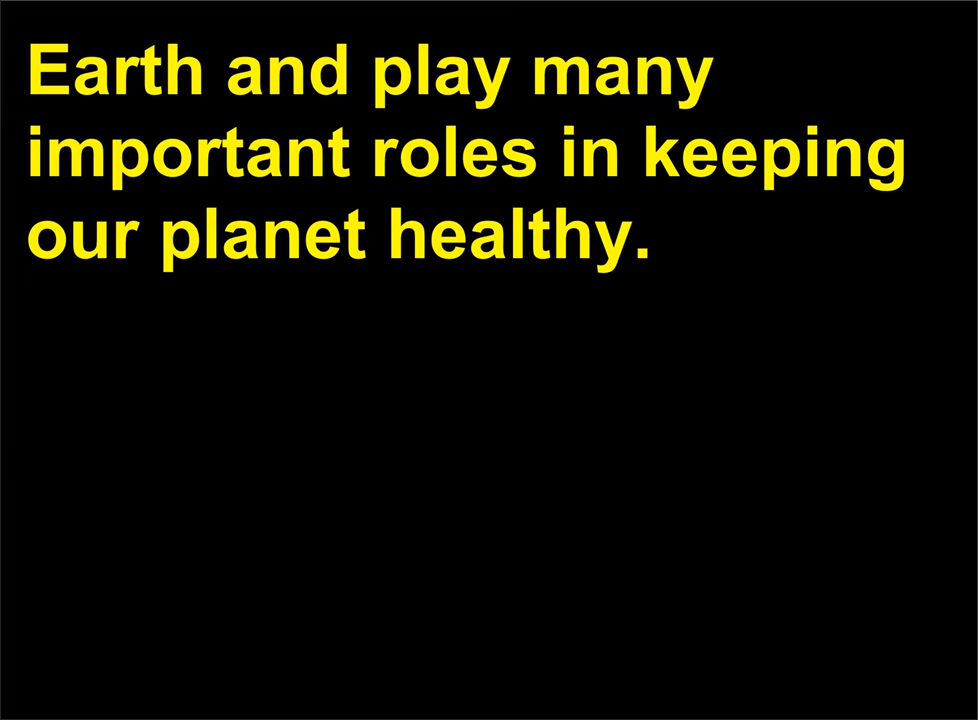 Earth and play many
important roles in keeping
our planet healthy.